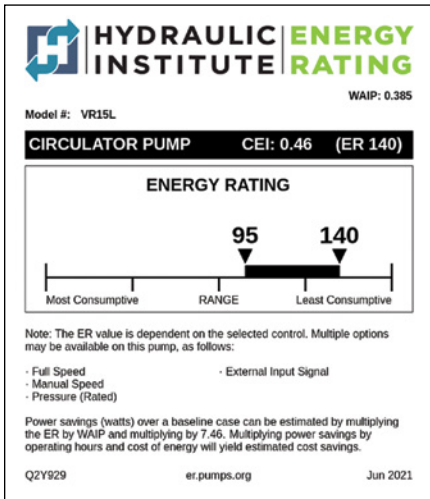 HYDRAULIC ENERGY
INSTITUTE RATING
WAIP: 0.385
Model #: VR15L
CIRCULATOR PUMP CEI: 0.46 (ER 140)
ENERGY RATING
95 140
Most Consumptive RANGE Least Consumptive
Note: The ER value is dependent on the selected control. Multiple options
may be available on this pump, as follows:
· Full Speed · External Input Signal
· Manual Speed
· Pressure (Rated)
Power savings (watts) over a baseline case can be estimated by multiplying
the ER by WAIP and multiplying by 7.46. Multiplying power savings by
operating hours and cost of energy will yield estimated cost savings.
Q2Y929 er.pumps.org Jun 2021